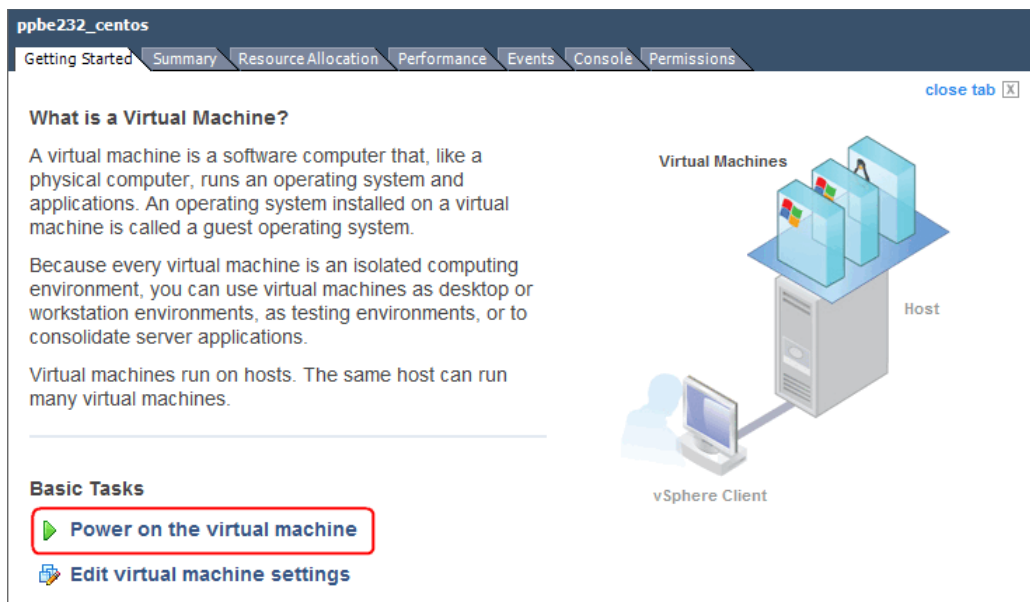 ppbe232_centos
Getting Started Summary Resource Allocation Performance Events Console Permissions
close tab X
What is a Virtual Machine?
A virtual machine is a software computer that, like a
physical computer, runs an operating system and
applications. An operating system installed on a virtual
machine is called a guest operating system.
Because every virtual machine is an isolated computing
environment, you can use virtual machines as desktop or
workstation environments, as testing environments, or to
consolidate server applications.
Virtual machines run on hosts. The same host can run
many virtual machines.
Virtual Machines
Host
vSphere Client
Basic Tasks
Power on the virtual machine
Edit virtual machine settings